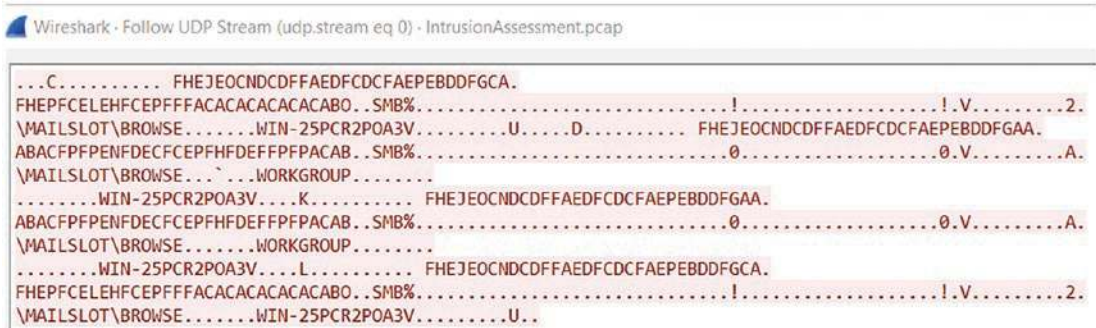 Wireshark · Follow UDP Stream (udp.stream eq 0) · IntrusionAssessment.pcap
...C.......... FHEJEOCNDCDFFAEDFCDCFAEPEBDDFGCA.
FHEPFCELEHFCEPFFFACACACACACACABO..SMB%..............................!.................!.V.........2.
\MAILSLOT\BROWSE.......WIN-25PCR2POA3V.........U.....D.......... FHEJEOCNDCDFFAEDFCDCFAEPEBDDFGAA.
ABACFPFPENFDECFCEPFHFDEFFPFPACAB..SMB%..............................0.................0.V.........A.
\MAILSLOT\BROWSE...`...WORKGROUP........
........WIN-25PCR2POA3V....K.......... FHEJEOCNDCDFFAEDFCDCFAEPEBDDFGAA.
ABACFPFPENFDECFCEPFHFDEFFPFPACAB..SMB%..............................0.................0.V.........A.
\MAILSLOT\BROWSE.......WORKGROUP........
........WIN-25PCR2POA3V....L.......... FHEJEOCNDCDFFAEDFCDCFAEPEBDDFGCA.
FHEPFCELEHFCEPFFFACACACACACACABO..SMB%..............................!.................!.V.........2.
\MAILSLOT\BROWSE.......WIN-25PCR2POA3V.........U..